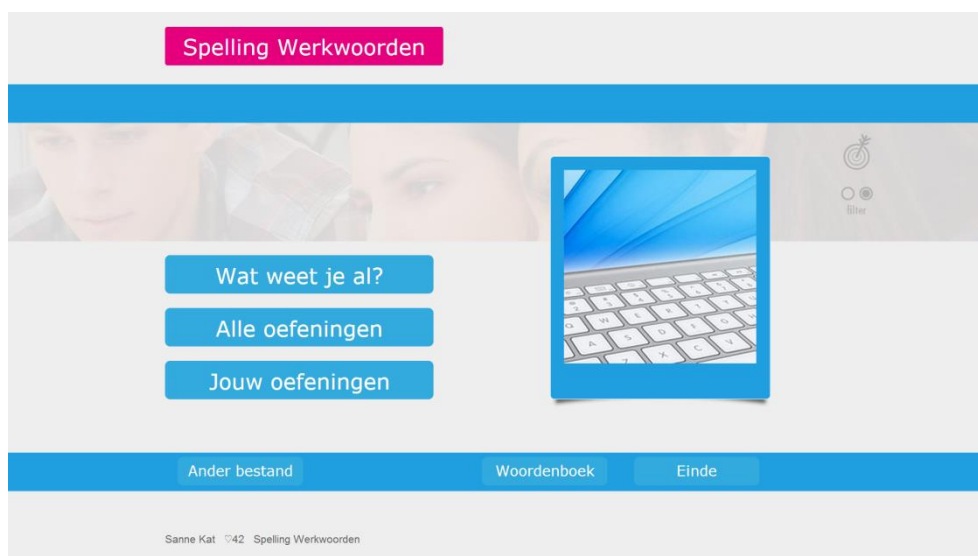 Spelling Werkwoorden
filter
Wat weet je al?
Alle oefeningen
Jouw oefeningen
Ander bestand Woordenboek Einde
Sanne Kat ♡42 Spelling Werkwoorden